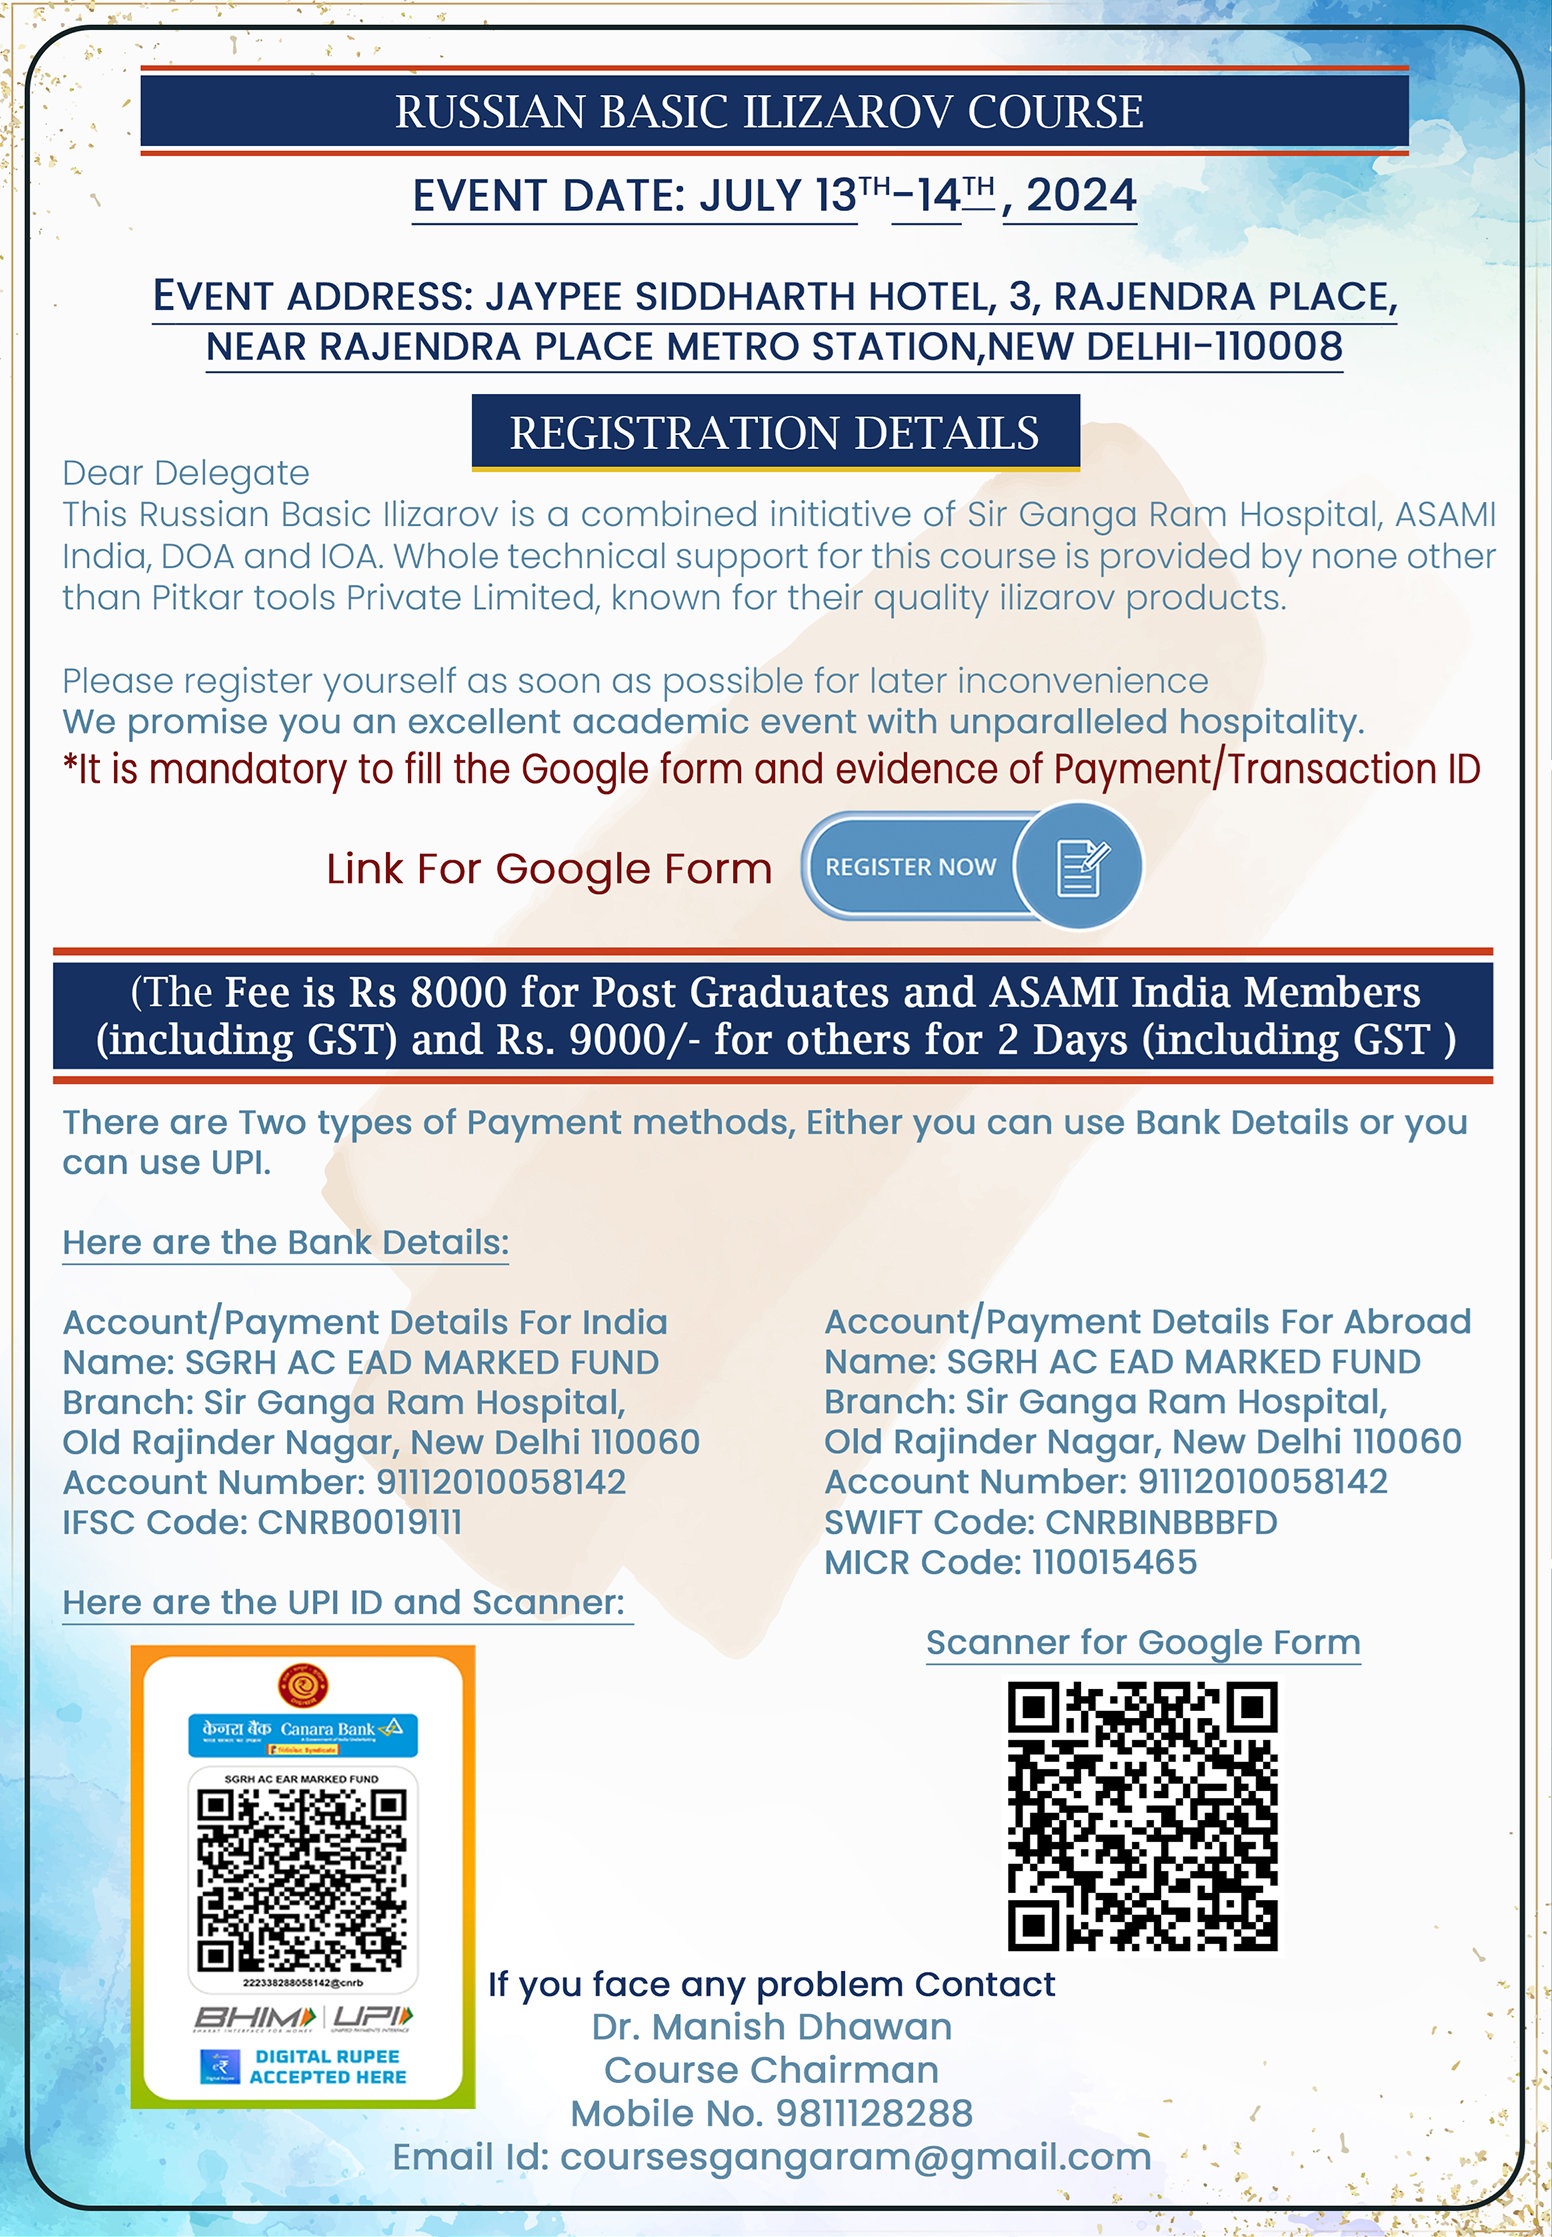 RUSSIAN BASIC ILIZAROV COURSE
EVENT DATE: JULY 13TH-14TH, 2024
EVENT ADDRESS: JAYPEE SIDDHARTH HOTEL, 3, RAJENDRA PLACE,
NEAR RAJENDRA PLACE METRO STATION,NEW DELHI-110008
REGISTRATION DETAILS
Dear Delegate
This Russian Basic Ilizarov is a combined initiative of Sir Ganga Ram Hospital, ASAMI
India, DOA and IOA. Whole technical support for this course is provided by none other
than Pitkar tools Private Limited, known for their quality ilizarov products.
Please register yourself as soon as possible for later inconvenience
We promise you an excellent academic event with unparalleled hospitality.
*It is mandatory to fill the Google form and evidence of Payment/Transaction ID
Link For Google Form
REGISTER NOW
(The Fee is Rs 8000 for Post Graduates and ASAMI India Members
(including GST) and Rs. 9000/- for others for 2 Days (including GST )
There are Two types of Payment methods, Either you can use Bank Details or you
can use UPI.
Here are the Bank Details:
Account/Payment Details For India
Name: SGRH AC EAD MARKED FUND
Branch: Sir Ganga Ram Hospital,
Old Rajinder Nagar, New Delhi 110060
Account Number: 91112010058142
IFSC Code: CNRB0019111
Account/Payment Details For Abroad
Name: SGRH AC EAD MARKED FUND
Branch: Sir Ganga Ram Hospital,
Old Rajinder Nagar, New Delhi 110060
Account Number: 91112010058142
SWIFT Code: CNRBINBBBFD
MICR Code: 110015465
Here are the UPI ID and Scanner:
केनरा बैंक Canara Bank
Syndicate
SGRH AC EAR MARKED FUND
222338288058142@cnrb
BHIM UPI
BHARAT INTERFACE FOR MONEY UNIFIED PAYMENTS INTERFACE
DIGITAL RUPEE
ACCEPTED HERE
Scanner for Google Form
If you face any problem Contact
Dr. Manish Dhawan
Course Chairman
Mobile No. 9811128288
Email Id: coursesgangaram@gmail.com